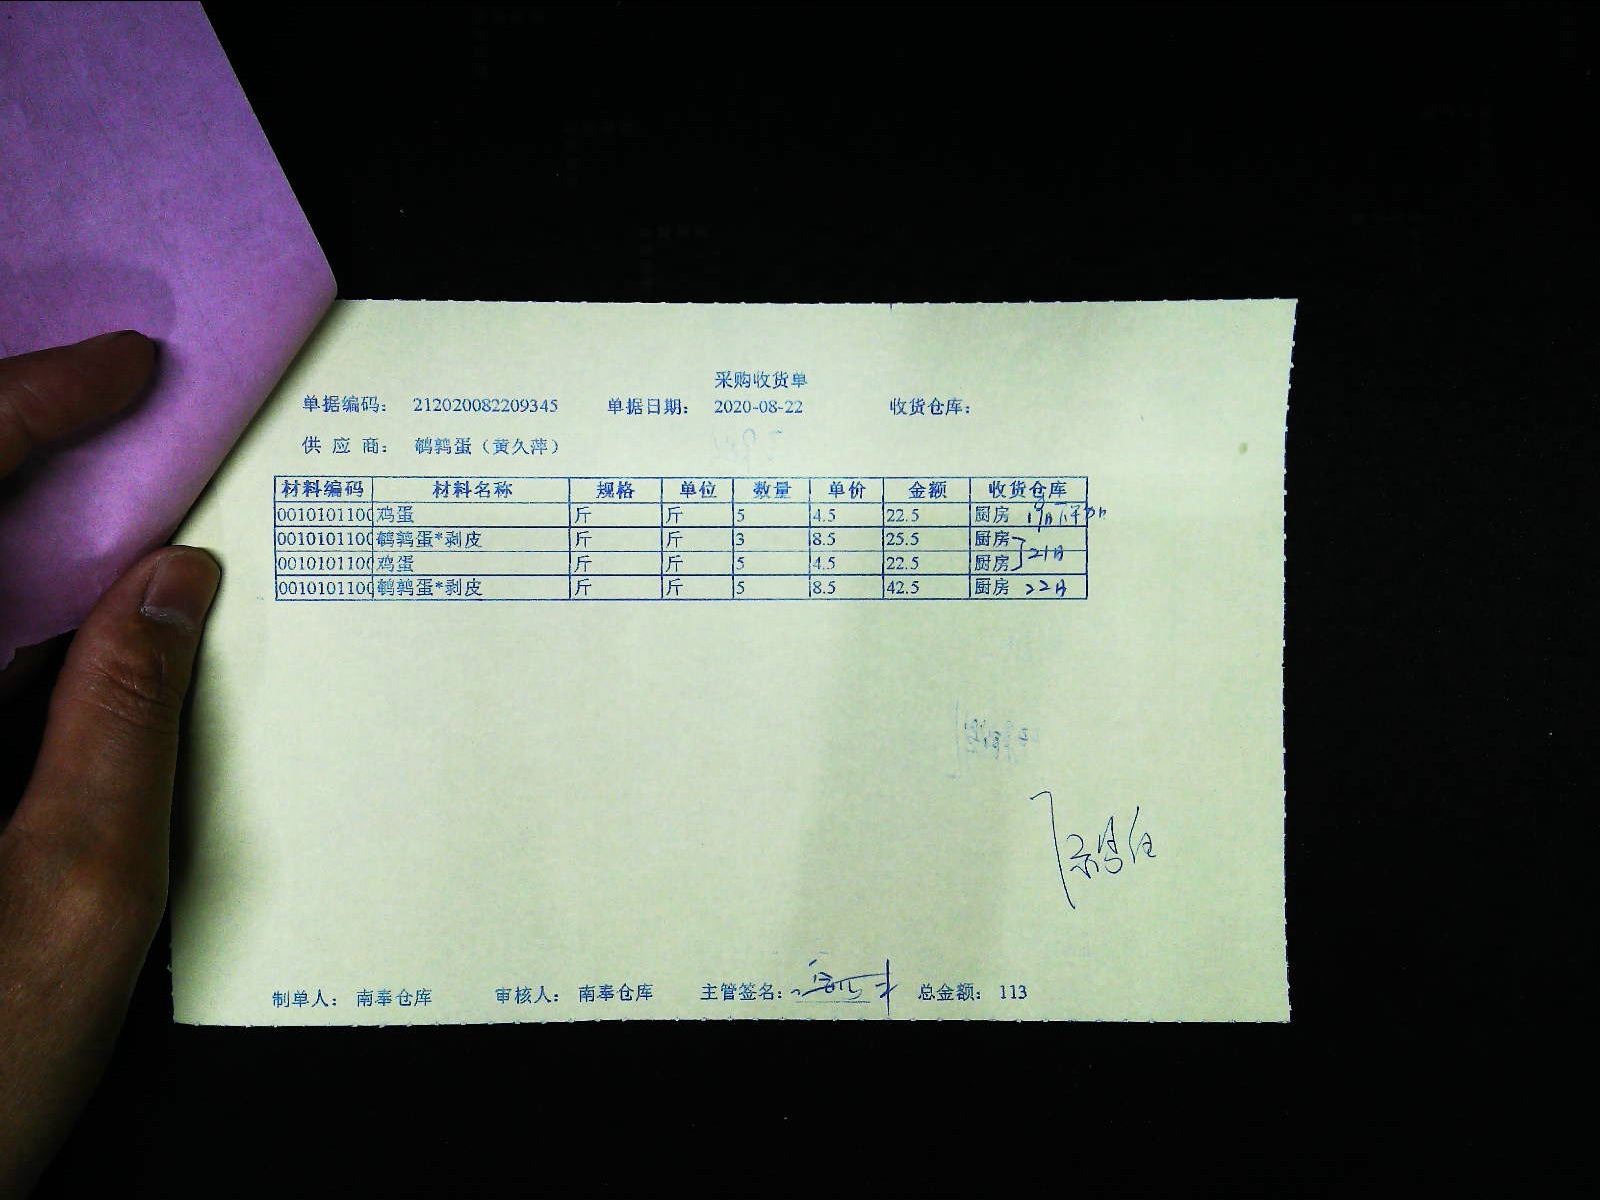 采购收货单
单据编码： 212020082209345 单据日期： 2020-08-22 收货仓库：
供 应 商： 鹌鹑蛋（黄久萍）
材料编码 材料名称 规格 单位 数量 单价 金额 收货仓库
0010101100 鸡蛋 斤 斤 5 4.5 22.5 厨房 19日
0010101100 鹌鹑蛋*剥皮 斤 斤 3 8.5 25.5 厨房 21日
0010101100 鸡蛋 斤 斤 5 4.5 22.5 厨房
0010101100 鹌鹑蛋*剥皮 斤 斤 5 8.5 42.5 厨房 22日
制单人： 南奉仓库 审核人： 南奉仓库 主管签名： 总金额： 113